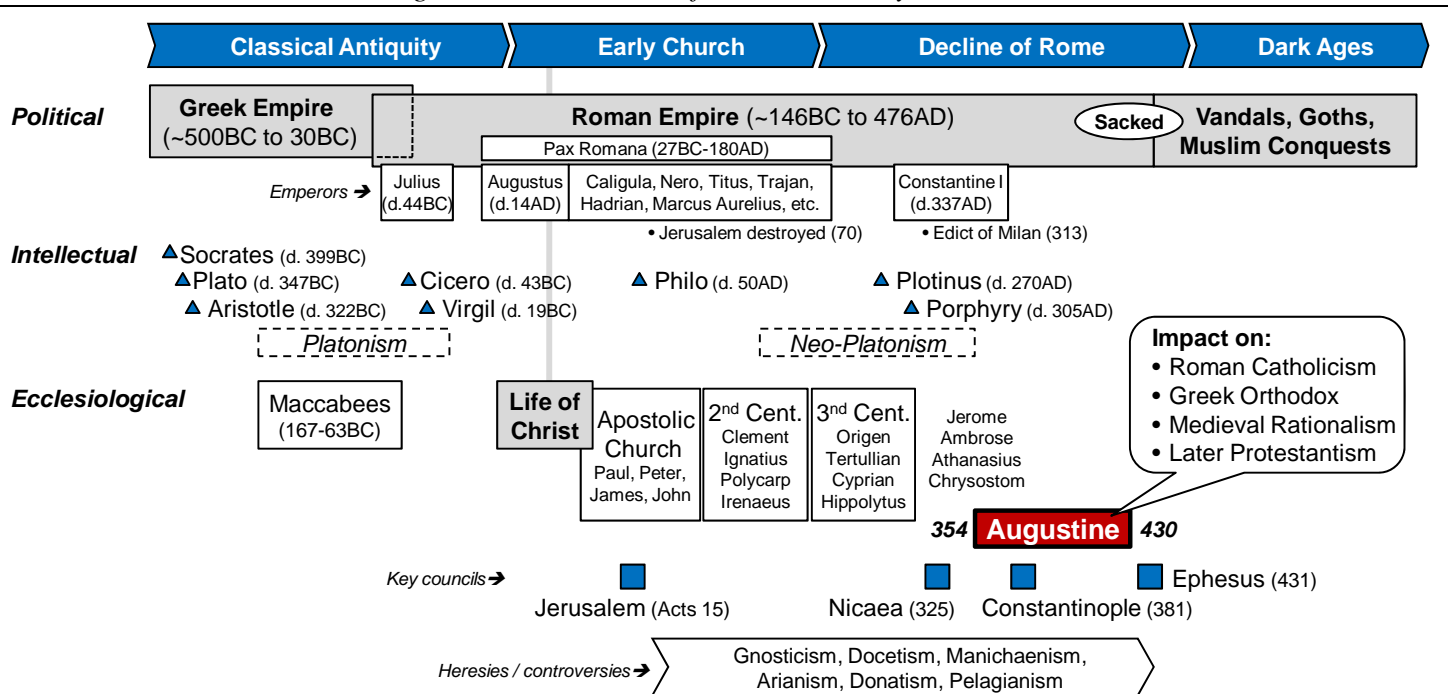 Classical Antiquity
Early Church
Decline of Rome
Dark Ages
Political
Greek Empire
(~500BC to 30BC)
Roman Empire (~146BC to 476AD)
Sacked
Vandals, Goths,
Muslim Conquests
Pax Romana (27BC-180AD)
Emperors ➔
Julius
(d.44BC)
Augustus
(d.14AD)
Caligula, Nero, Titus, Trajan,
Hadrian, Marcus Aurelius, etc.
Constantine I
(d.337AD)
• Jerusalem destroyed (70)
• Edict of Milan (313)
Intellectual
Socrates (d. 399BC)
Plato (d. 347BC)
Aristotle (d. 322BC)
Cicero (d. 43BC)
Virgil (d. 19BC)
Philo (d. 50AD)
Plotinus (d. 270AD)
Porphyry (d. 305AD)
Platonism
Neo-Platonism
Impact on:
• Roman Catholicism
• Greek Orthodox
• Medieval Rationalism
• Later Protestantism
Ecclesiological
Maccabees
(167-63BC)
Life of
Christ
Apostolic
Church
Paul, Peter,
James, John
2nd Cent.
Clement
Ignatius
Polycarp
Irenaeus
3nd Cent.
Origen
Tertullian
Cyprian
Hippolytus
Jerome
Ambrose
Athanasius
Chrysostom
354 Augustine 430
Key councils ➔
Jerusalem (Acts 15)
Nicaea (325)
Constantinople (381)
Ephesus (431)
Heresies / controversies ➔
Gnosticism, Docetism, Manichaenism,
Arianism, Donatism, Pelagianism